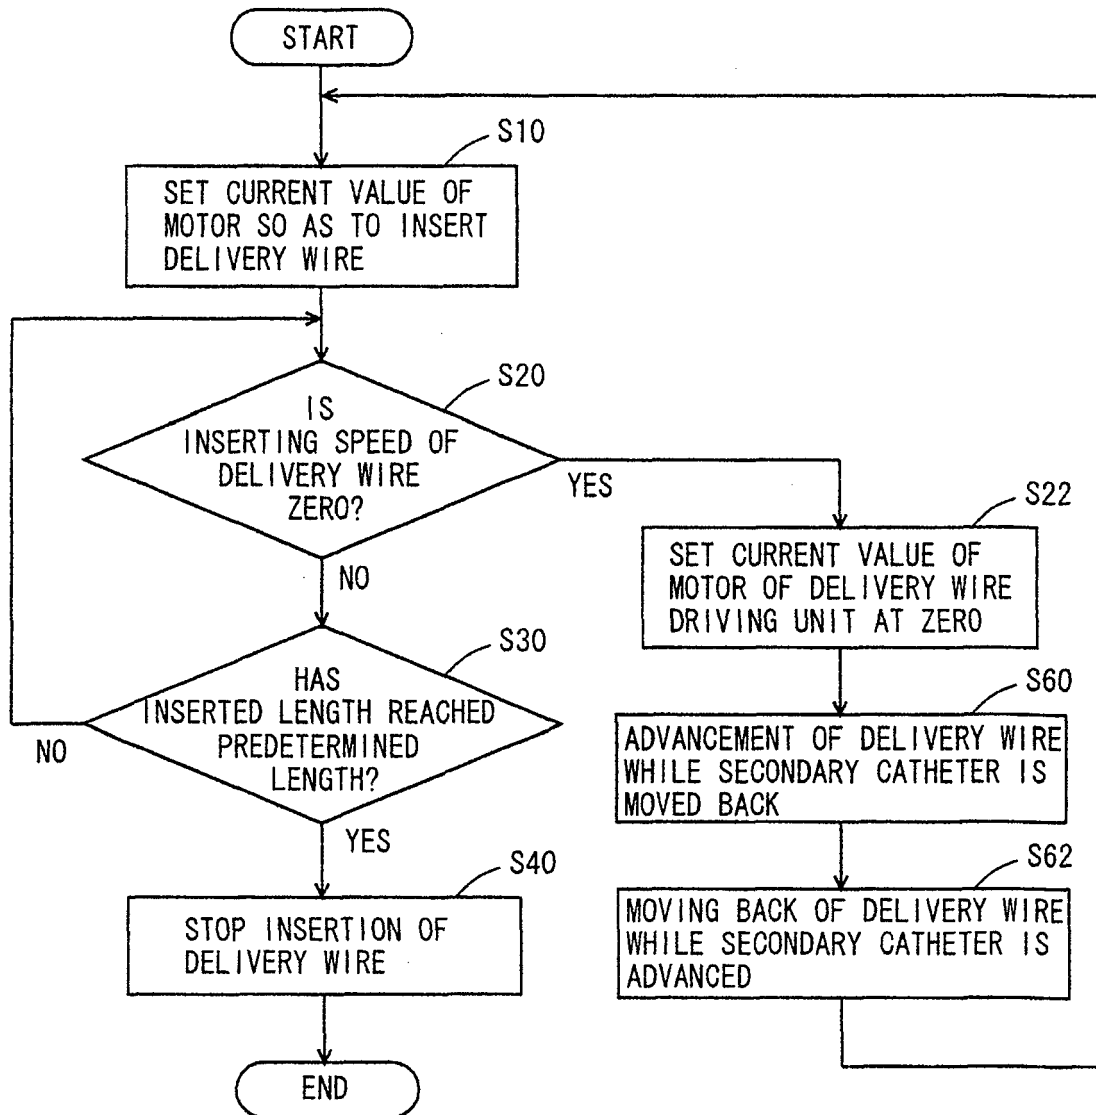 START
S10
SET CURRENT VALUE OF
MOTOR SO AS TO INSERT
DELIVERY WIRE
S20
IS
INSERTING SPEED OF
DELIVERY WIRE
ZERO?
YES
NO
S22
SET CURRENT VALUE OF
MOTOR OF DELIVERY WIRE
DRIVING UNIT AT ZERO
S30
HAS
INSERTED LENGTH REACHED
PREDETERMINED
LENGTH?
NO
YES
S60
ADVANCEMENT OF DELIVERY WIRE
WHILE SECONDARY CATHETER IS
MOVED BACK
S40
STOP INSERTION OF
DELIVERY WIRE
S62
MOVING BACK OF DELIVERY WIRE
WHILE SECONDARY CATHETER IS
ADVANCED
END